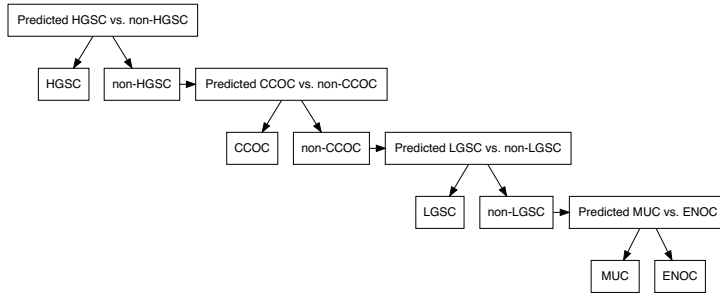 Predicted HGSC vs. non-HGSC
HGSC
non-HGSC
Predicted CCOC vs. non-CCOC
CCOC
non-CCOC
Predicted LGSC vs. non-LGSC
LGSC
non-LGSC
Predicted MUC vs. ENOC
MUC
ENOC